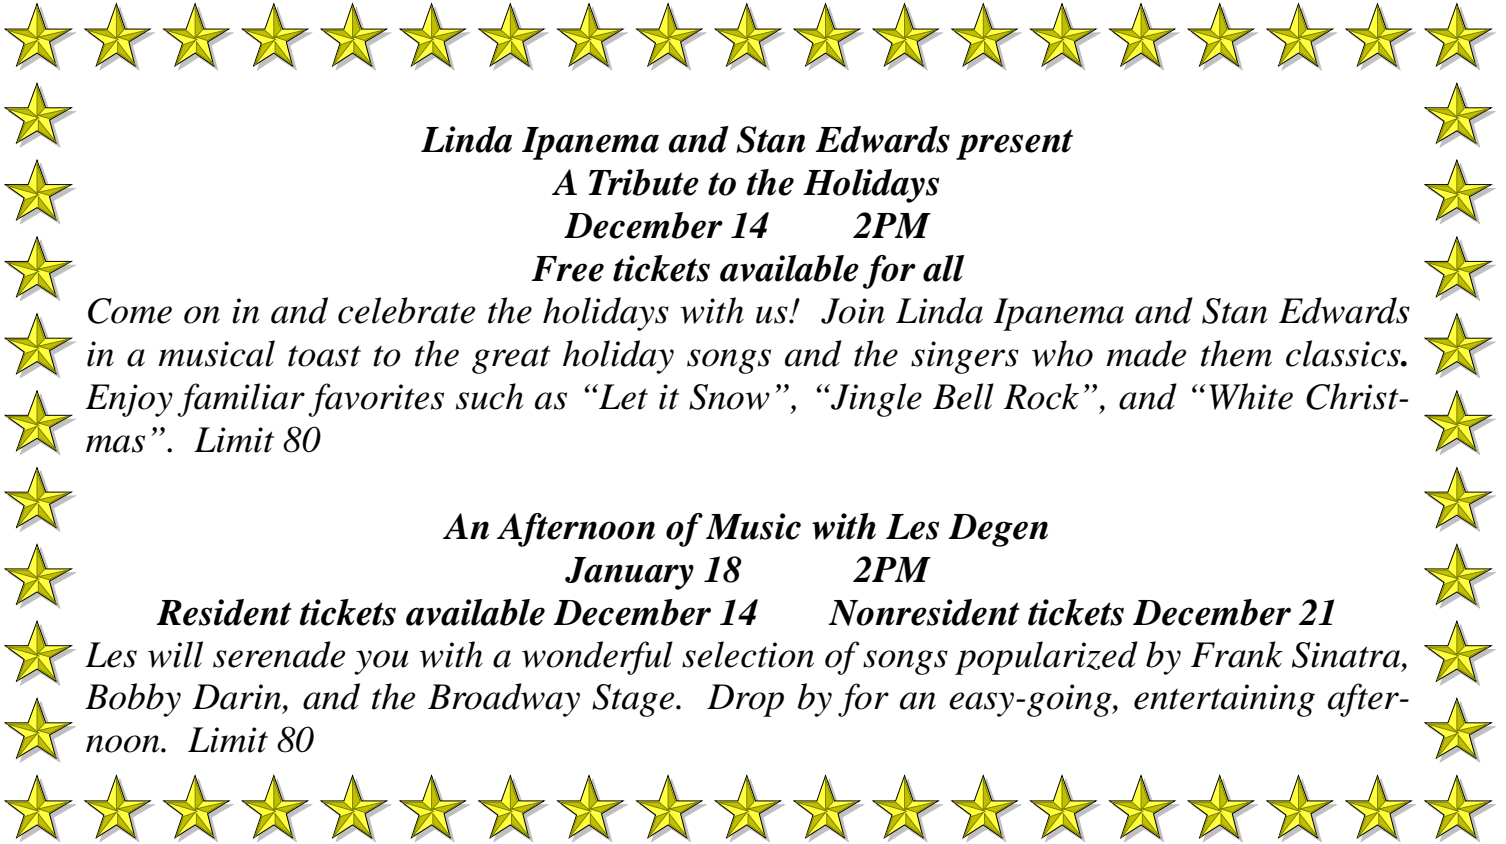 Linda Ipanema and Stan Edwards present
A Tribute to the Holidays
December 14 2PM
Free tickets available for all
Come on in and celebrate the holidays with us! Join Linda Ipanema and Stan Edwards
in a musical toast to the great holiday songs and the singers who made them classics.
Enjoy familiar favorites such as “Let it Snow”, “Jingle Bell Rock”, and “White Christ-
mas”. Limit 80
An Afternoon of Music with Les Degen
January 18 2PM
Resident tickets available December 14 Nonresident tickets December 21
Les will serenade you with a wonderful selection of songs popularized by Frank Sinatra,
Bobby Darin, and the Broadway Stage. Drop by for an easy-going, entertaining after-
noon. Limit 80